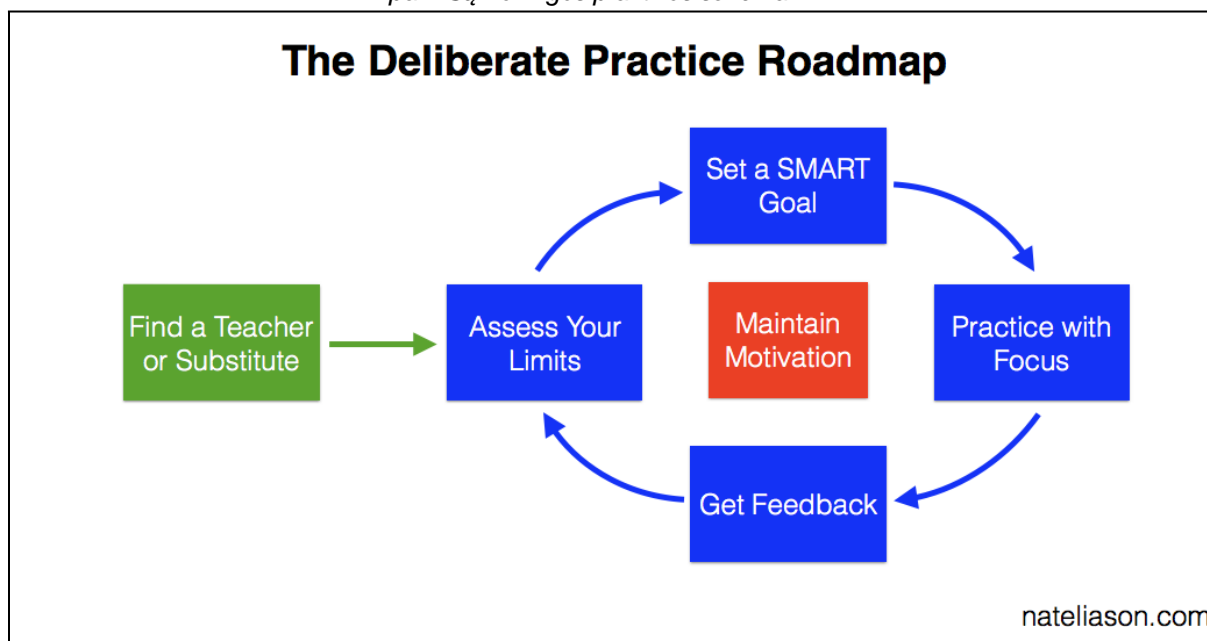 The Deliberate Practice Roadmap
Set a SMART
Goal
Find a Teacher
or Substitute
Assess Your
Limits
Maintain
Motivation
Practice with
Focus
Get Feedback
nateliason.com